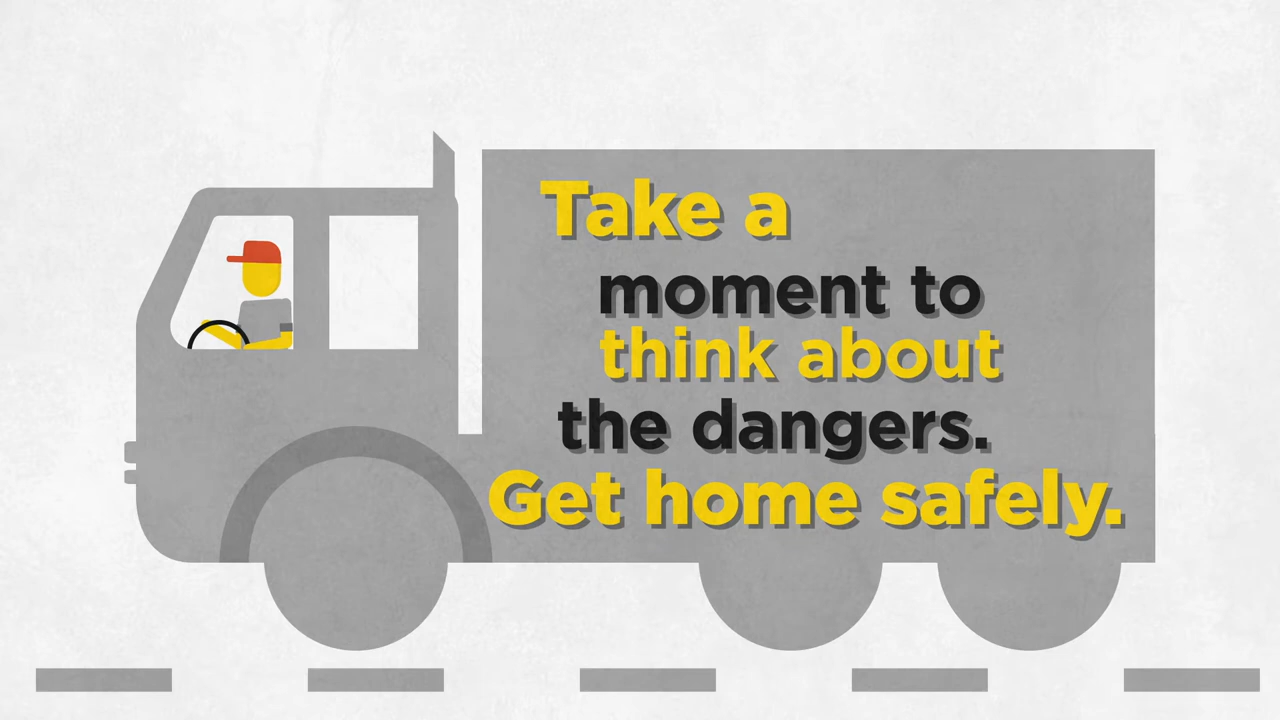 Take a
moment to
think about
the dangers.
Get home safely.